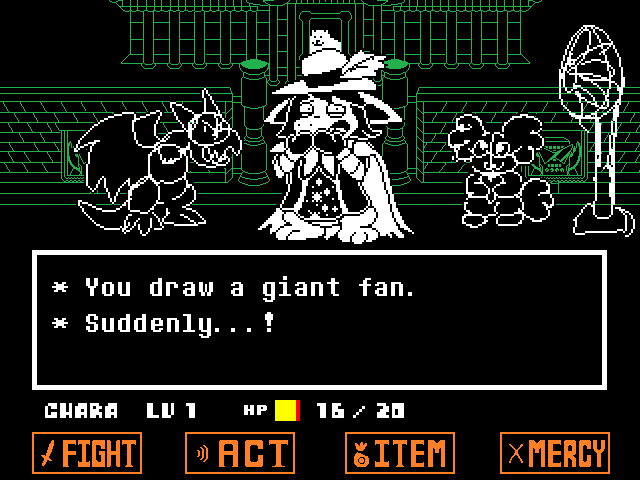 * You draw a giant fan.
* Suddenly...!
CHARA LV 1 HP 16 / 20
FIGHT ACT ITEM MERCY